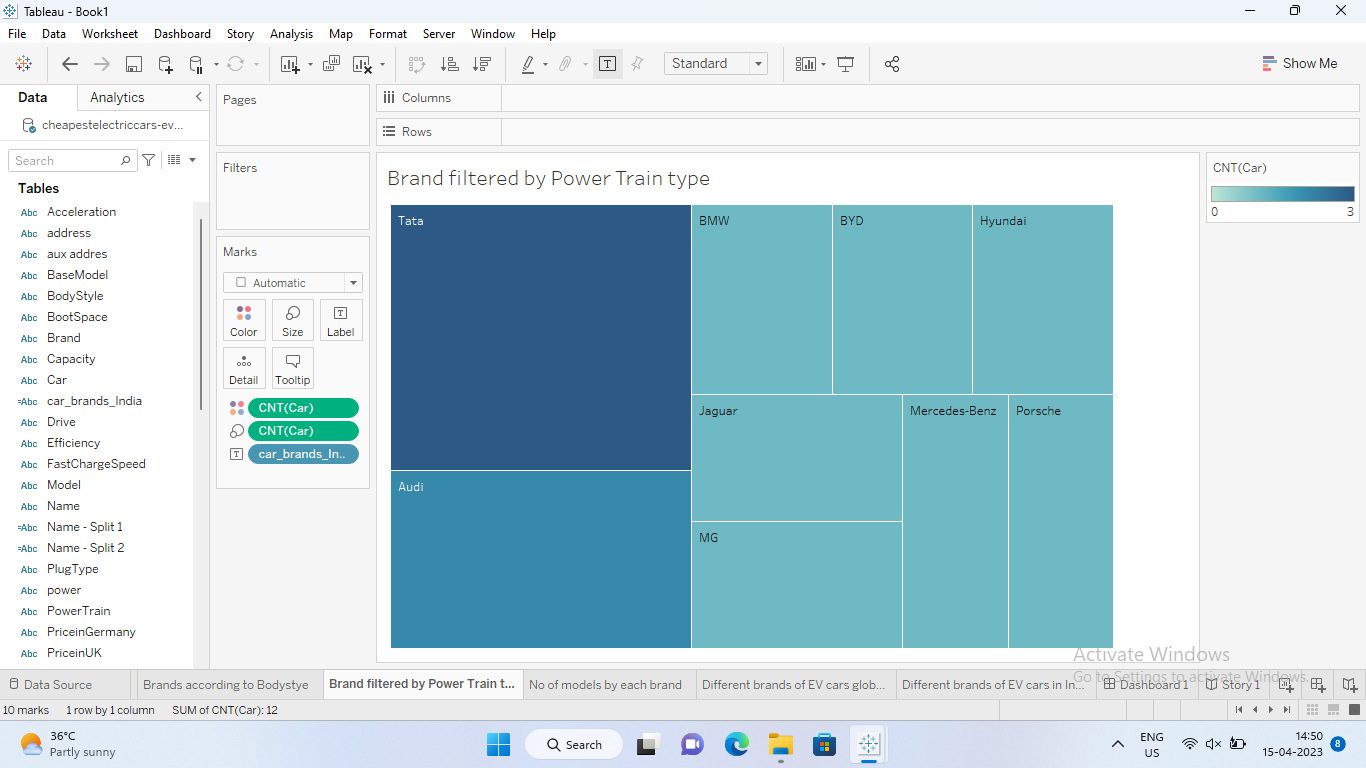 Tableau - Book1
File Data Worksheet Dashboard Story Analysis Map Format Server Window Help
Standard
Show Me
Data Analytics
cheapestelectriccars-ev...
Search
Tables
Abc Acceleration
Abc address
Abc aux addres
Abc BaseModel
Abc BodyStyle
Abc BootSpace
Abc Brand
Abc Capacity
Abc Car
=Abc car_brands_India
Abc Drive
Abc Efficiency
Abc FastChargeSpeed
Abc Model
Abc Name
=Abc Name - Split 1
=Abc Name - Split 2
Abc PlugType
Abc power
Abc PowerTrain
Abc PriceinGermany
Abc PriceinUK
Pages
Filters
Marks
Automatic
Color Size Label
Detail Tooltip
CNT(Car)
CNT(Car)
car_brands_In..
Columns
Rows
Brand filtered by Power Train type
Tata
BMW
BYD
Hyundai
Audi
Jaguar
MG
Mercedes-Benz
Porsche
CNT(Car)
0 3
Activate Windows
Go to Settings to activate Windows.
Data Source Brands according to Bodystye Brand filtered by Power Train t... No of models by each brand Different brands of EV cars glob... Different brands of EV cars in In... Dashboard 1 Story 1
10 marks 1 row by 1 column SUM of CNT(Car): 12
36°C
Partly sunny
Search
ENG
US
14:50
15-04-2023
8